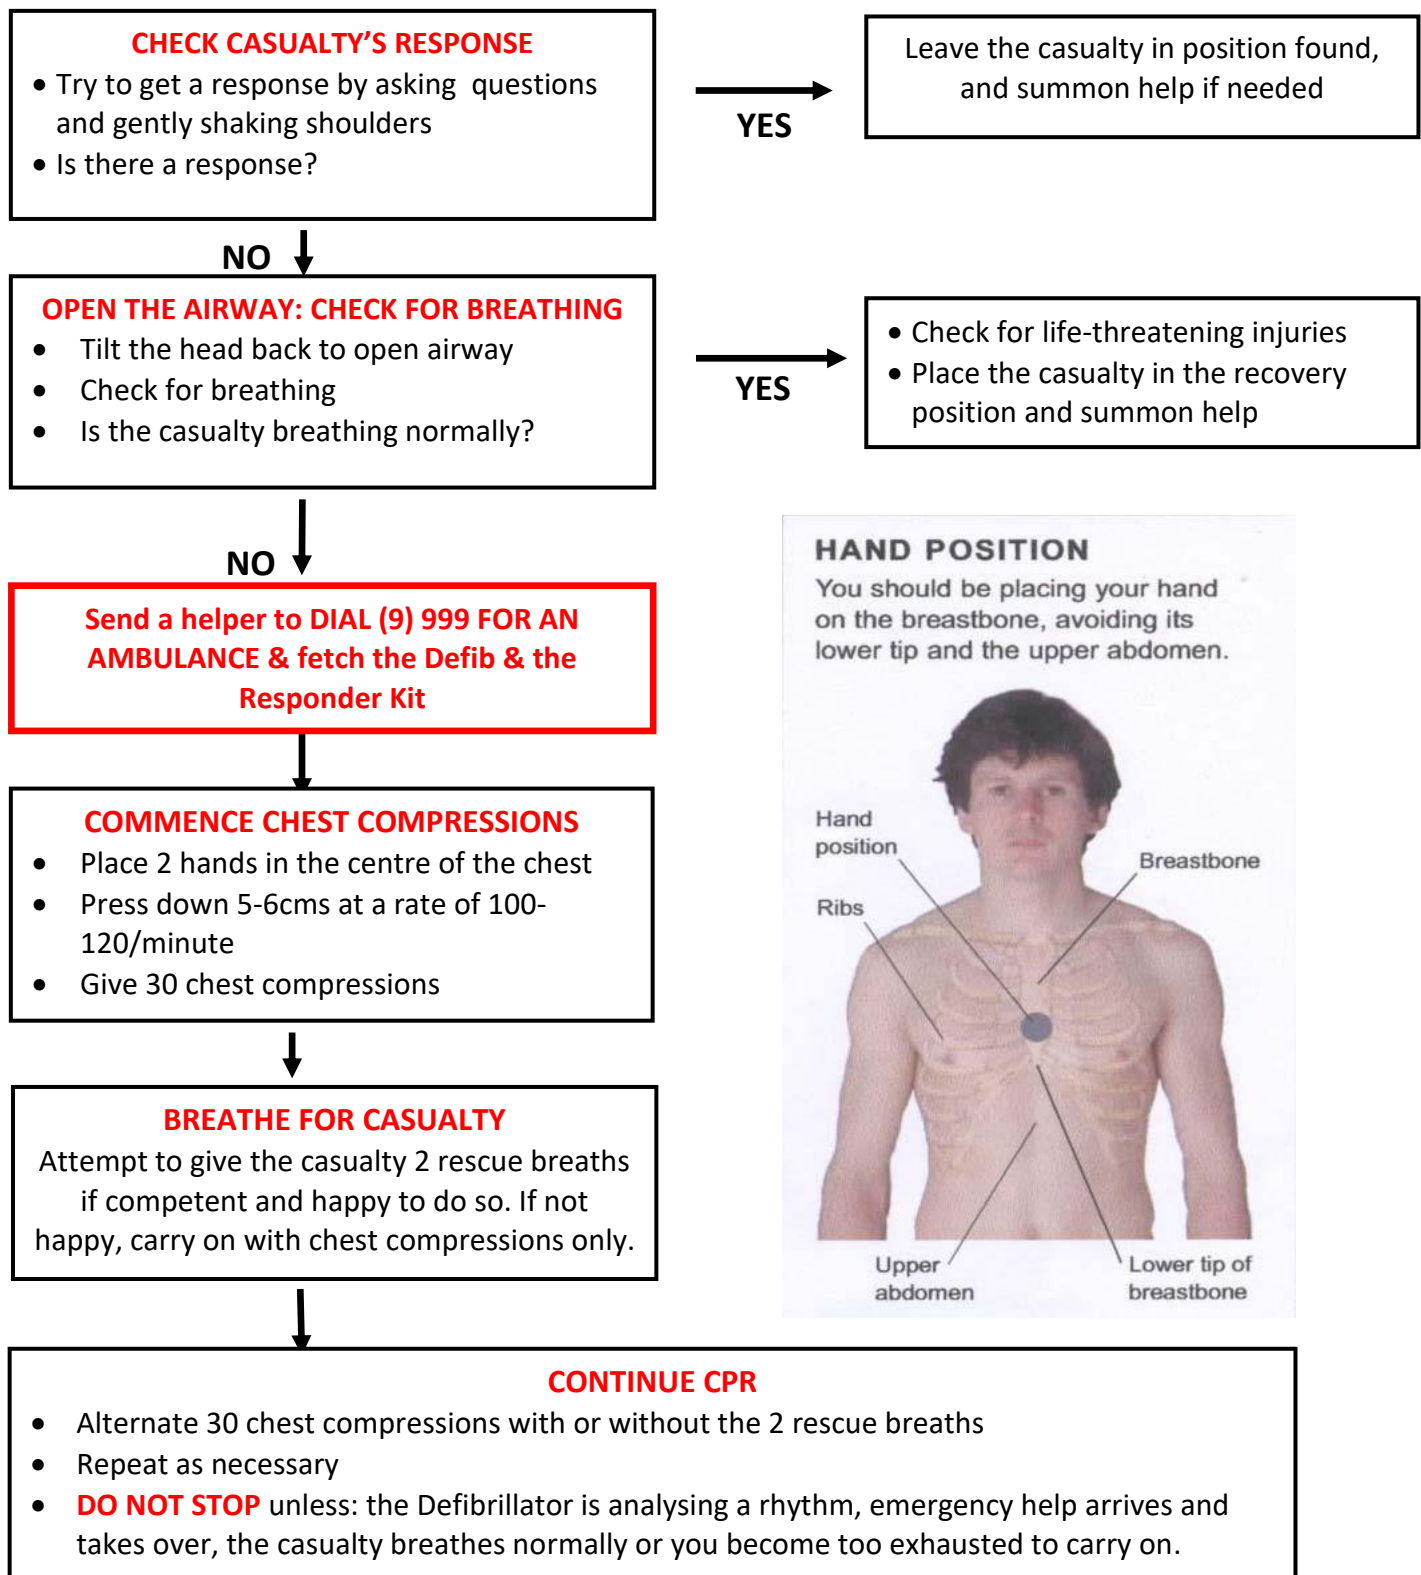 CHECK CASUALTY’S RESPONSE
• Try to get a response by asking  questions
and gently shaking shoulders
• Is there a response?
YES
Leave the casualty in position found,
and summon help if needed
NO
OPEN THE AIRWAY: CHECK FOR BREATHING
• Tilt the head back to open airway
• Check for breathing
• Is the casualty breathing normally?
YES
• Check for life-threatening injuries
• Place the casualty in the recovery
position and summon help
NO
Send a helper to DIAL (9) 999 FOR AN
AMBULANCE & fetch the Defib & the
Responder Kit
COMMENCE CHEST COMPRESSIONS
• Place 2 hands in the centre of the chest
• Press down 5-6cms at a rate of 100-
120/minute
• Give 30 chest compressions
BREATHE FOR CASUALTY
Attempt to give the casualty 2 rescue breaths
if competent and happy to do so. If not
happy, carry on with chest compressions only.
HAND POSITION
You should be placing your hand
on the breastbone, avoiding its
lower tip and the upper abdomen.
Hand
position
Breastbone
Ribs
Upper
abdomen
Lower tip of
breastbone
CONTINUE CPR
• Alternate 30 chest compressions with or without the 2 rescue breaths
• Repeat as necessary
• DO NOT STOP unless: the Defibrillator is analysing a rhythm, emergency help arrives and
takes over, the casualty breathes normally or you become too exhausted to carry on.